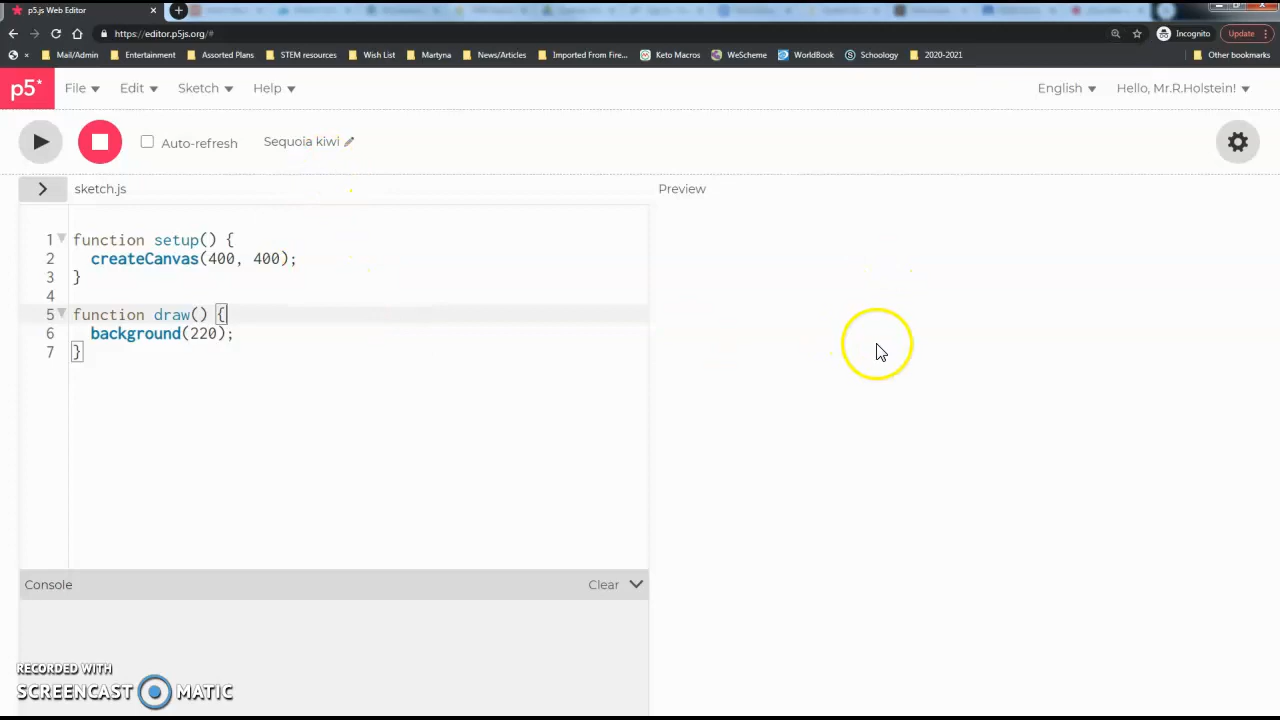 p5.js Web Editor
https://editor.p5js.org/#
Incognito
Update
Mail/Admin
Entertainment
Assorted Plans
STEM resources
Wish List
Martyna
News/Articles
Imported From Fire...
Keto Macros
WeScheme
WorldBook
Schoology
2020-2021
Other bookmarks
p5*
File
Edit
Sketch
Help
English
Hello, Mr.R.Holstein!
Auto-refresh
Sequoia kiwi
sketch.js
Preview
1 function setup() {
2 createCanvas(400, 400);
3 }
4
5 function draw() {
6 background(220);
7 }
Console
Clear
RECORDED WITH
SCREENCAST MATIC